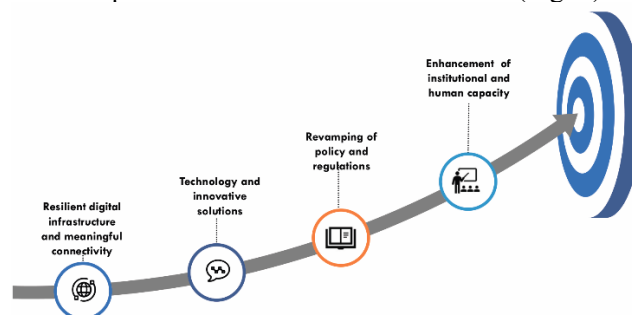 Enhancement of
institutional and
human capacity
Revamping of
policy and
regulations
Technology and
innovative
solutions
Resilient digital
infrastructure
and meaningful
connectivity